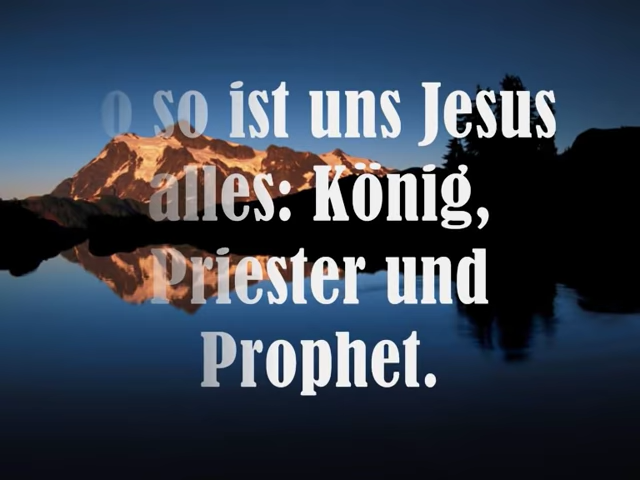 o so ist uns Jesus
alles: König,
Priester und
Prophet.